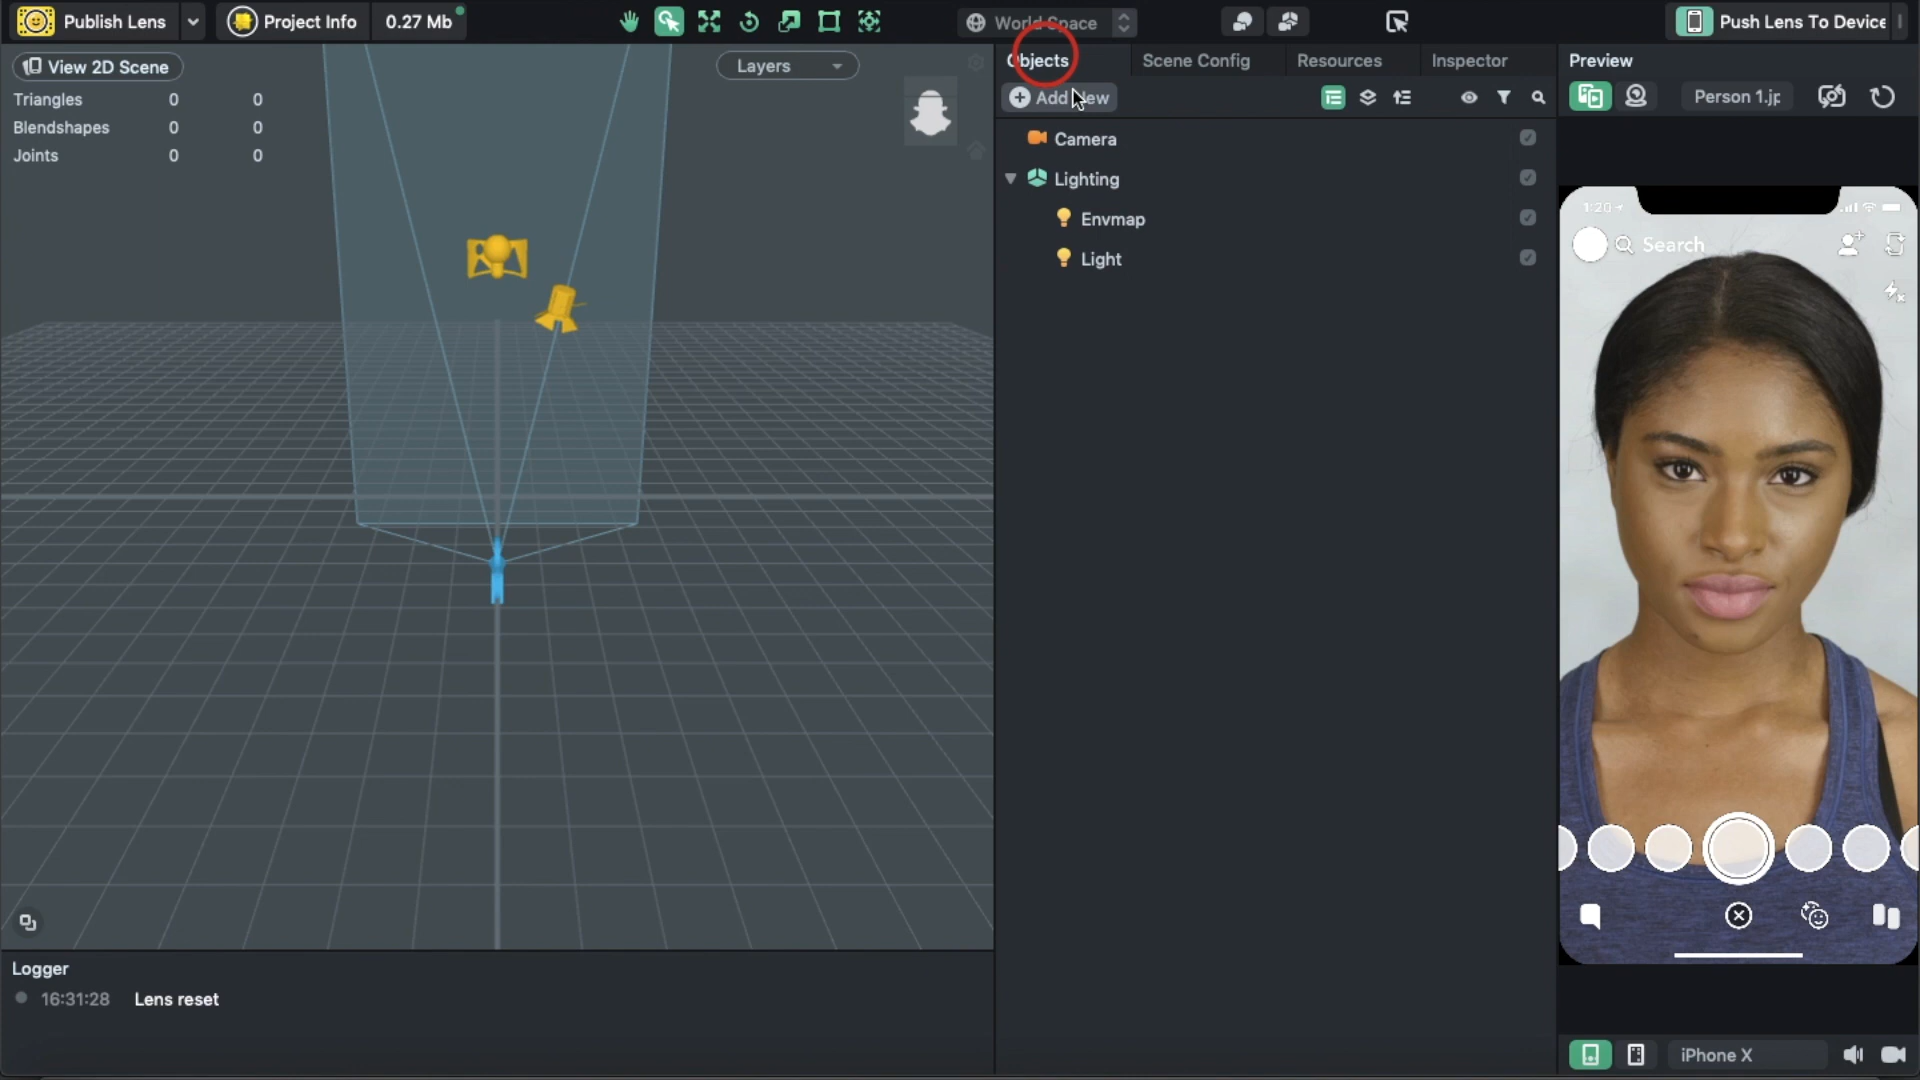 Publish Lens
Project Info
0.27 Mb
World Space
Push Lens To Device
View 2D Scene
Layers
Triangles 0 0
Blendshapes 0 0
Joints 0 0
Objects
Scene Config
Resources
Inspector
Add New
Camera
Lighting
Envmap
Light
Preview
Person 1.jp
1:20
Search
Logger
16:31:28 Lens reset
iPhone X